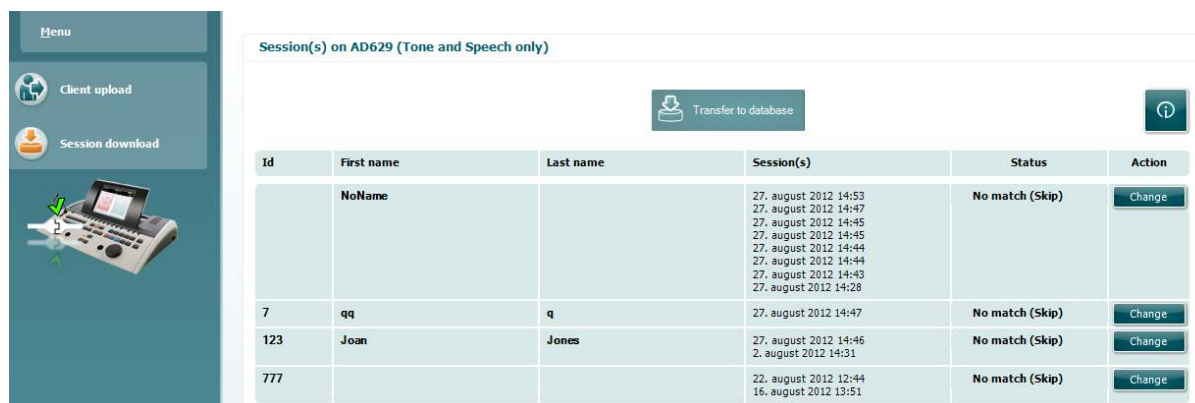 Menu
Client upload
Session download
Session(s) on AD629 (Tone and Speech only)
Transfer to database
Id First name Last name Session(s) Status Action
NoName 27. august 2012 14:53 No match (Skip) Change
27. august 2012 14:47
27. august 2012 14:45
27. august 2012 14:45
27. august 2012 14:44
27. august 2012 14:44
27. august 2012 14:43
27. august 2012 14:28
7 qq q 27. august 2012 14:47 No match (Skip) Change
123 Joan Jones 27. august 2012 14:46 No match (Skip) Change
2. august 2012 14:31
777 22. august 2012 12:44 No match (Skip) Change
16. august 2012 13:51